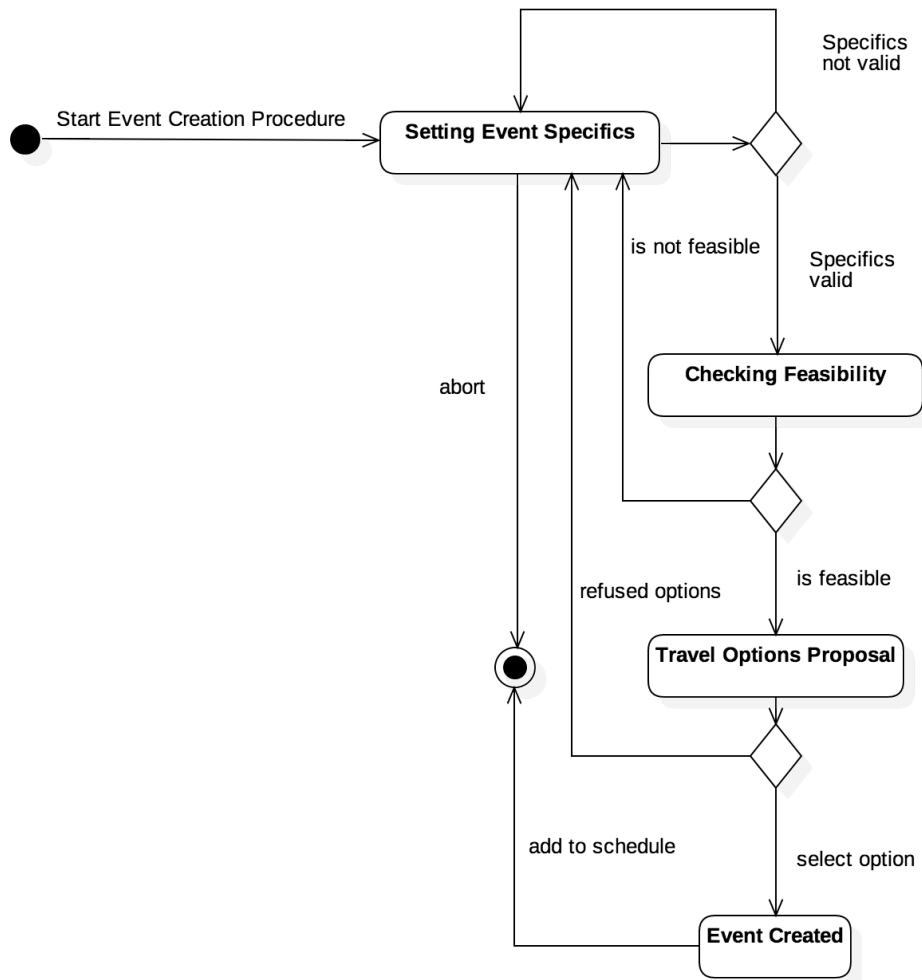 Specifics
not valid
Start Event Creation Procedure
Setting Event Specifics
is not feasible
Specifics
valid
Checking Feasibility
abort
is feasible
refused options
Travel Options Proposal
add to schedule
select option
Event Created